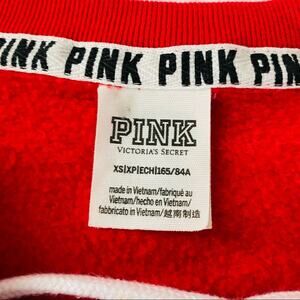 PINK PINK PINK PINK PIN
PINK
VICTORIA'S SECRET
XS|XP|ECH|165/84A
made in Vietnam/fabriqué au
Vietnam/hecho en Vietnam/
fabbricato in Vietnam/越南制造